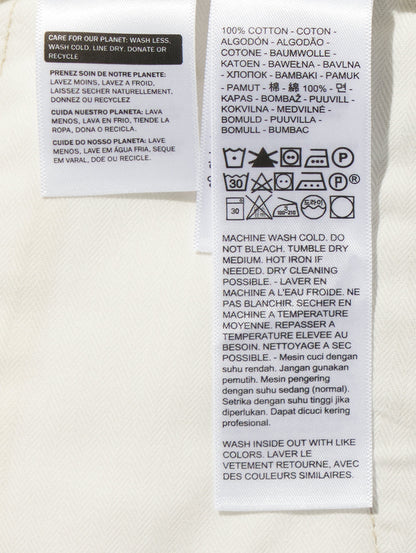 CARE FOR OUR PLANET: WASH LESS,
WASH COLD. LINE DRY. DONATE OR
RECYCLE
PRENEZ SOIN DE NOTRE PLANETE:
LAVEZ MOINS, LAVEZ A FROID,
LAISSEZ SECHER NATURELLEMENT,
DONNEZ OU RECYCLEZ
CUIDA NUESTRO PLANETA: LAVA
MENOS, LAVA EN FRIO, TIENDE LA
ROPA, DONA O RECICLA.
CUIDE DO NOSSO PLANETA: LAVA
MENOS, LAVA EM ÁGUA FRIA, SEQUE
EM VARAL, DOE OU RECICLE.
100% COTTON - COTON -
ALGODÓN - ALGODÃO -
COTONE - BAUMWOLLE -
KATOEN - BAWEŁNA - BAVLNA
- ХЛОПОК - BAMBAKI - PAMUK
- PAMUT - 棉 - 綿 100% - 면 -
KAPAS - BOMBAŽ - PUUVILL -
KOKVILNA - MEDVILNĖ -
BOMULD - PUUVILLA -
BOMULL - BUMBAC
P
30 P ®
30 180-210 드라이
MACHINE WASH COLD. DO
NOT BLEACH. TUMBLE DRY
MEDIUM. HOT IRON IF
NEEDED. DRY CLEANING
POSSIBLE. - LAVER EN
MACHINE A L'EAU FROIDE. NE
PAS BLANCHIR. SECHER EN
MACHINE A TEMPERATURE
MOYENNE. REPASSER A
TEMPERATURE ELEVEE AU
BESOIN. NETTOYAGE A SEC
POSSIBLE. - Mesin cuci dengan
suhu rendah. Jangan gunakan
pemutih. Mesin pengering
dengan suhu sedang (normal).
Setrika dengan suhu tinggi jika
diperlukan. Dapat dicuci kering
profesional.
WASH INSIDE OUT WITH LIKE
COLORS. LAVER LE
VETEMENT RETOURNE, AVEC
DES COULEURS SIMILAIRES.